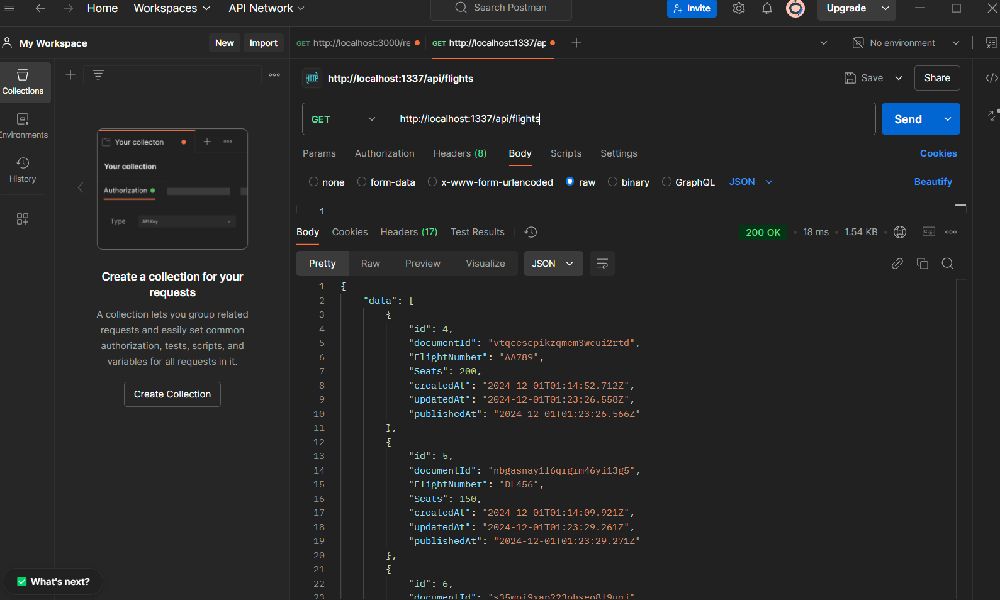 Home Workspaces API Network Search Postman Invite Upgrade
My Workspace New Import GET http://localhost:3000/re GET http://localhost:1337/ap No environment
Collections
Environments
History
Your collecton
Your collection
Authorization
Type API Key
Create a collection for your
requests
A collection lets you group related
requests and easily set common
authorization, tests, scripts, and
variables for all requests in it.
Create Collection
What's next?
HTTP http://localhost:1337/api/flights Save Share
GET http://localhost:1337/api/flights Send
Params Authorization Headers (8) Body Scripts Settings Cookies
none form-data x-www-form-urlencoded raw binary GraphQL JSON Beautify
1
Body Cookies Headers (17) Test Results 200 OK 18 ms 1.54 KB e.g.
Pretty Raw Preview Visualize JSON
1 {
2 "data": [
3 {
4 "id": 4,
5 "documentId": "vtqcescpikzqmem3wcui2rtd",
6 "FlightNumber": "AA789",
7 "Seats": 200,
8 "createdAt": "2024-12-01T01:14:52.712Z",
9 "updatedAt": "2024-12-01T01:23:26.558Z",
10 "publishedAt": "2024-12-01T01:23:26.566Z"
11 },
12 {
13 "id": 5,
14 "documentId": "nbgasnay1l6qrgrm46yi13g5",
15 "FlightNumber": "DL456",
16 "Seats": 150,
17 "createdAt": "2024-12-01T01:14:09.921Z",
18 "updatedAt": "2024-12-01T01:23:29.261Z",
19 "publishedAt": "2024-12-01T01:23:29.271Z"
20 },
21 {
22 "id": 6,
23 "documentId":